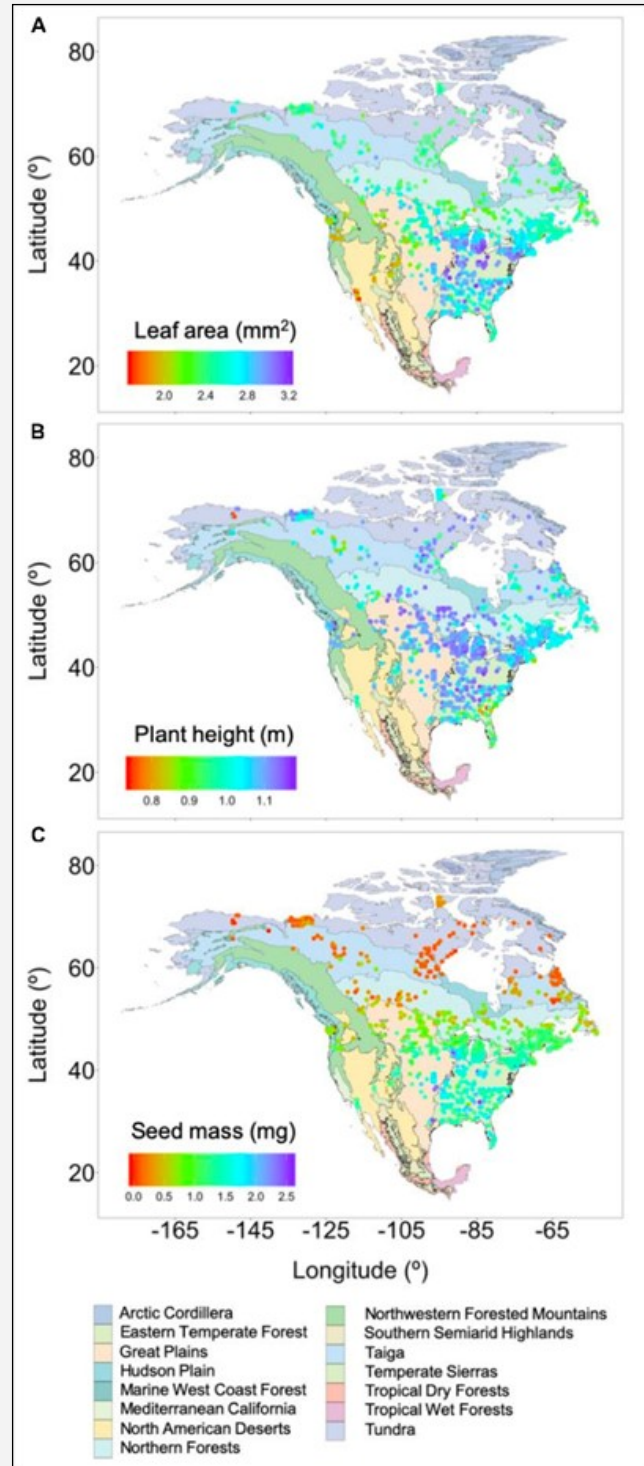 A
80
60
40
20
Latitude (º)
Leaf area (mm²)
2.0 2.4 2.8 3.2
B
80
60
40
20
Latitude (º)
Plant height (m)
0.8 0.9 1.0 1.1
C
80
60
40
20
Latitude (º)
Seed mass (mg)
0.0 0.5 1.0 1.5 2.0 2.5
-165 -145 -125 -105 -85 -65
Longitude (º)
Arctic Cordillera
Eastern Temperate Forest
Great Plains
Hudson Plain
Marine West Coast Forest
Mediterranean California
North American Deserts
Northern Forests
Northwestern Forested Mountains
Southern Semiarid Highlands
Taiga
Temperate Sierras
Tropical Dry Forests
Tropical Wet Forests
Tundra